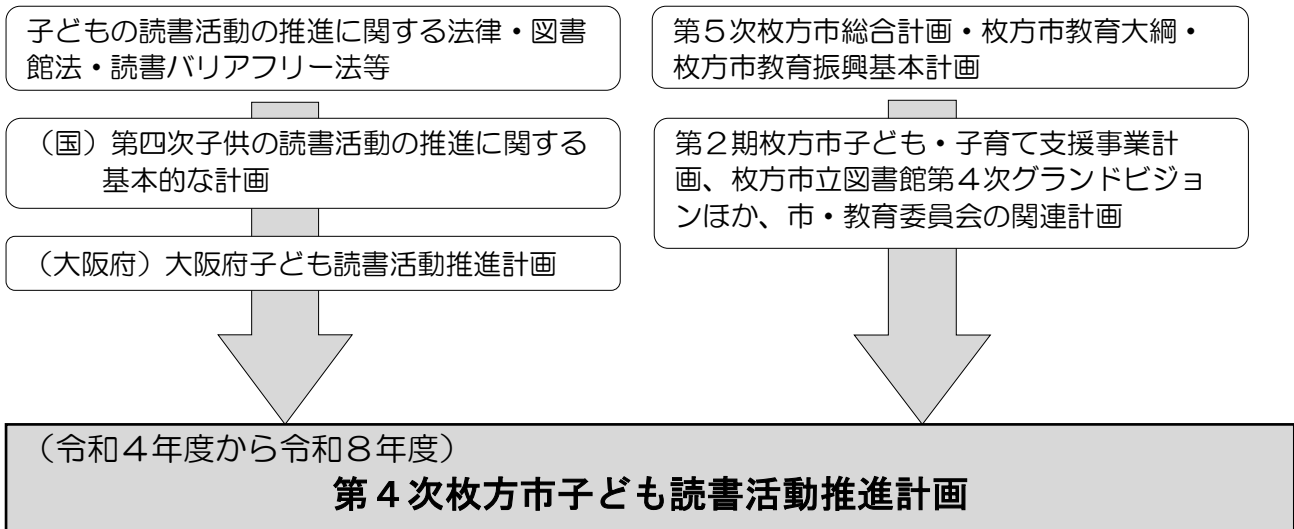 子どもの読書活動の推進に関する法律・図書
館法・読書バリアフリー法等
（国）第四次子供の読書活動の推進に関する
基本的な計画
（大阪府）大阪府子ども読書活動推進計画
第５次枚方市総合計画・枚方市教育大綱・
枚方市教育振興基本計画
第２期枚方市子ども・子育て支援事業計
画、枚方市立図書館第４次グランドビジョ
ンほか、市・教育委員会の関連計画
（令和４年度から令和８年度）
第４次枚方市子ども読書活動推進計画